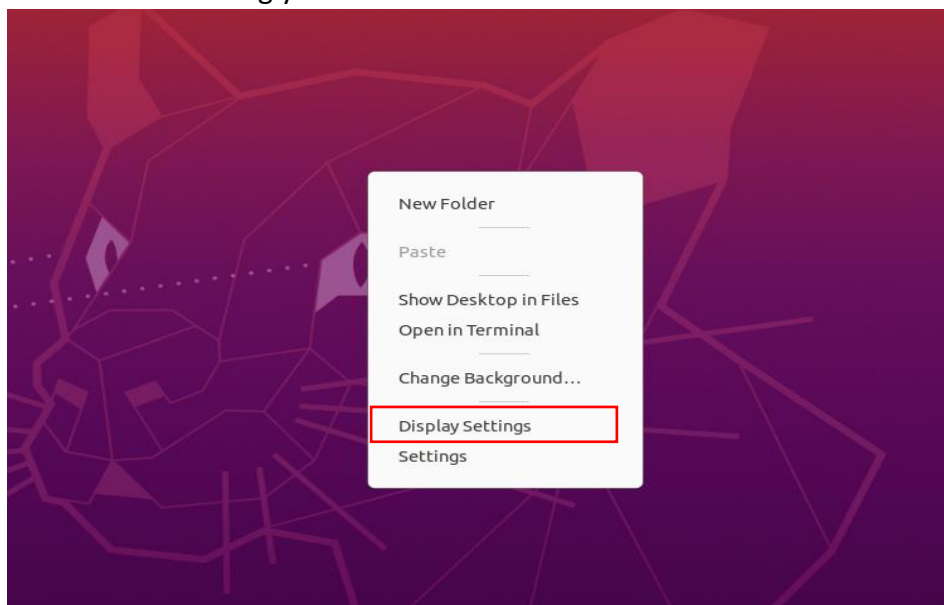 New Folder
Paste
Show Desktop in Files
Open in Terminal
Change Background...
Display Settings
Settings